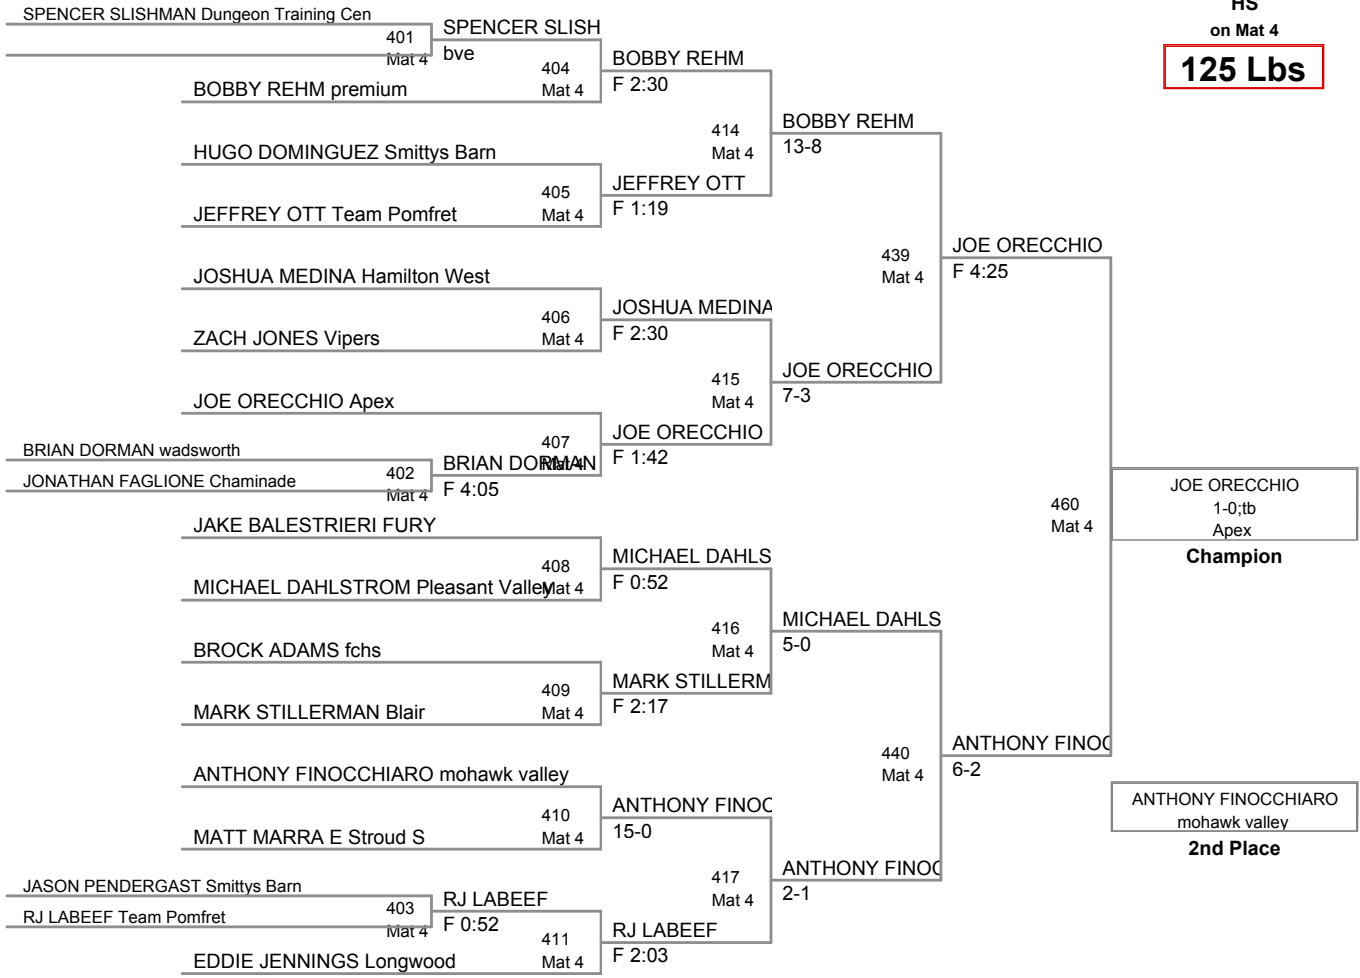 HS
on Mat 4
125 Lbs
SPENCER SLISHMAN Dungeon Training Cen
401
Mat 4
SPENCER SLISH
bve
BOBBY REHM premium
404
Mat 4
BOBBY REHM
F 2:30
HUGO DOMINGUEZ Smittys Barn
JEFFREY OTT Team Pomfret
405
Mat 4
JEFFREY OTT
F 1:19
414
Mat 4
BOBBY REHM
13-8
JOSHUA MEDINA Hamilton West
ZACH JONES Vipers
406
Mat 4
JOSHUA MEDINA
F 2:30
JOE ORECCHIO Apex
BRIAN DORMAN wadsworth
JONATHAN FAGLIONE Chaminade
402
Mat 4
BRIAN DORMAN
F 4:05
407
Mat 4
JOE ORECCHIO
F 1:42
415
Mat 4
JOE ORECCHIO
7-3
439
Mat 4
JOE ORECCHIO
F 4:25
JAKE BALESTRIERI FURY
MICHAEL DAHLSTROM Pleasant Valley
408
Mat 4
MICHAEL DAHLS
F 0:52
BROCK ADAMS fchs
MARK STILLERMAN Blair
409
Mat 4
MARK STILLERM
F 2:17
416
Mat 4
MICHAEL DAHLS
5-0
ANTHONY FINOCCHIARO mohawk valley
MATT MARRA E Stroud S
410
Mat 4
ANTHONY FINOC
15-0
JASON PENDERGAST Smittys Barn
RJ LABEEF Team Pomfret
403
Mat 4
RJ LABEEF
F 0:52
EDDIE JENNINGS Longwood
411
Mat 4
RJ LABEEF
F 2:03
417
Mat 4
ANTHONY FINOC
2-1
440
Mat 4
ANTHONY FINOC
6-2
460
Mat 4
JOE ORECCHIO
1-0;tb
Apex
Champion
ANTHONY FINOCCHIARO
mohawk valley
2nd Place